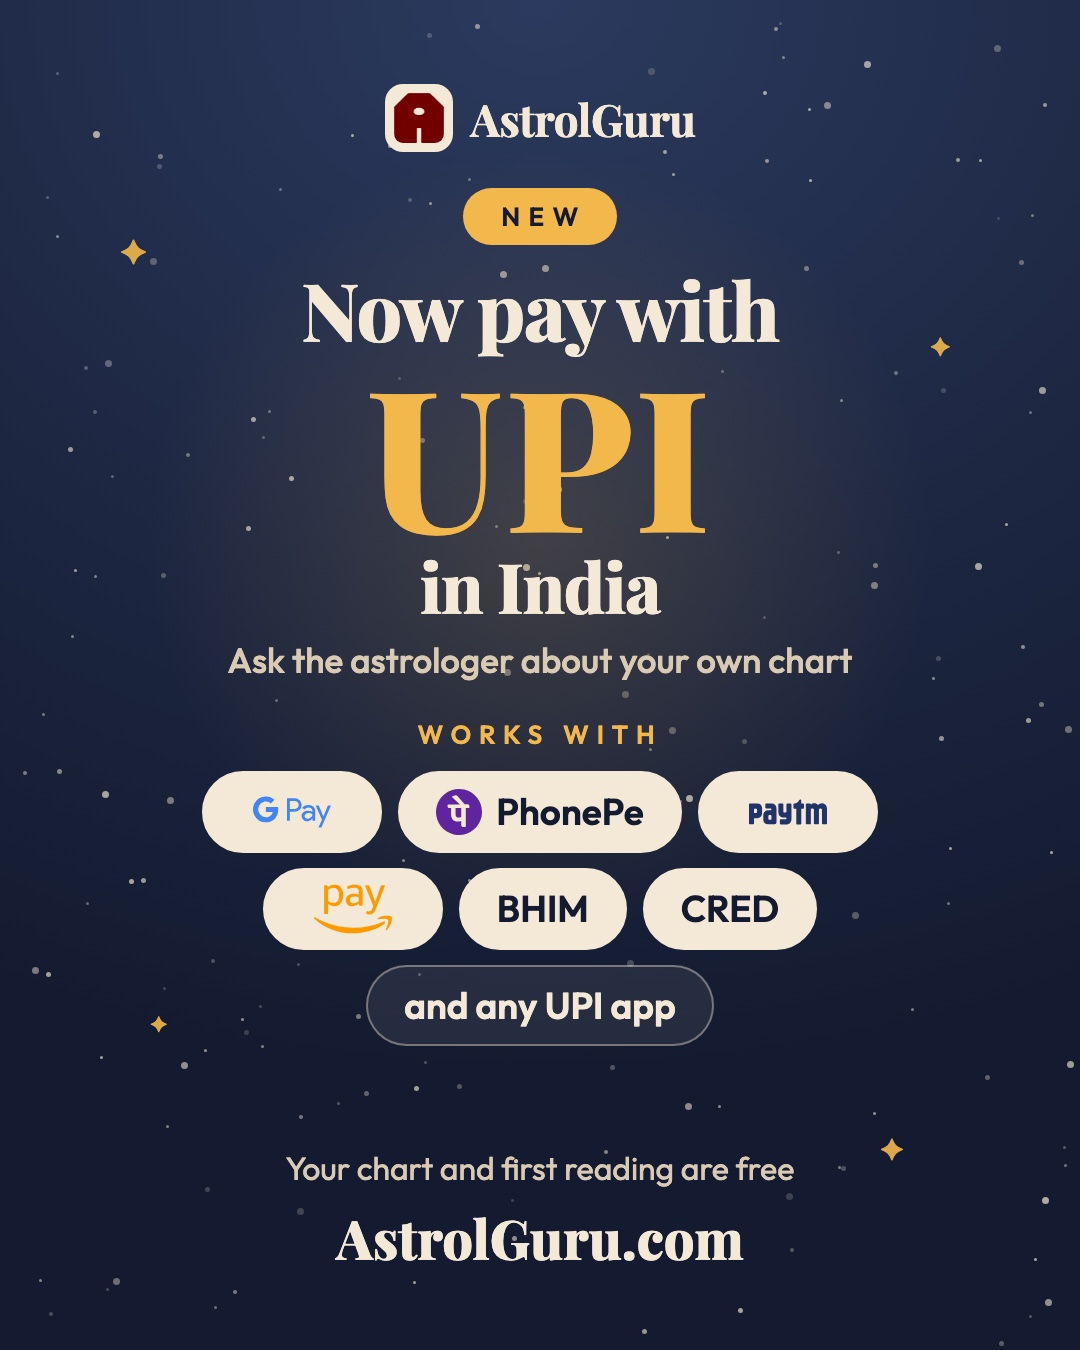 AstrolGuru
NEW
Now pay with
UPI
in India
Ask the astrologer about your own chart
WORKS WITH
G Pay
पे PhonePe
paytm
pay
BHIM
CRED
and any UPI app
Your chart and first reading are free
AstrolGuru.com